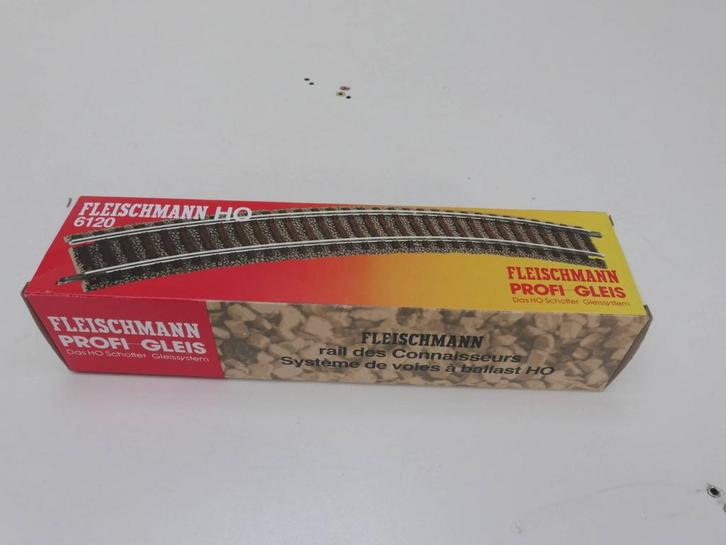 FLEISCHMANN HO
6120
FLEISCHMANN
PROFI-GLEIS
Das HO Schotter-Gleissystem
FLEISCHMANN
PROFI-GLEIS
Das HO Schotter-Gleissystem
FLEISCHMANN
rail des Connaisseurs
Système de voies à ballast HO